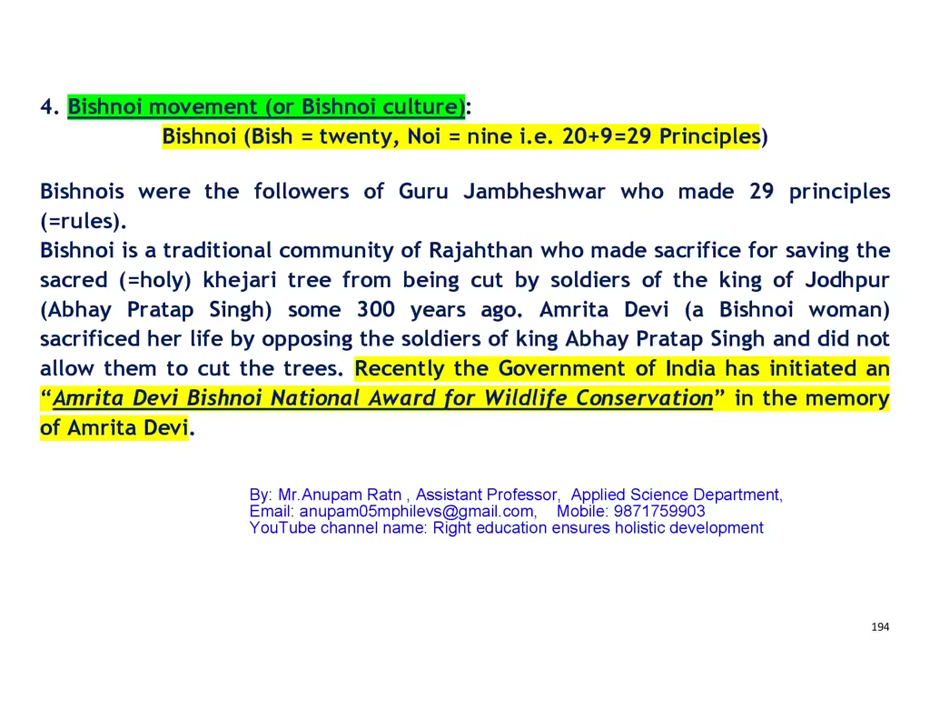 4. Bishnoi movement (or Bishnoi culture):
Bishnoi (Bish = twenty, Noi = nine i.e. 20+9=29 Principles)
Bishnois were the followers of Guru Jambheshwar who made 29 principles
(=rules).
Bishnoi is a traditional community of Rajahthan who made sacrifice for saving the
sacred (=holy) khejari tree from being cut by soldiers of the king of Jodhpur
(Abhay Pratap Singh) some 300 years ago. Amrita Devi (a Bishnoi woman)
sacrificed her life by opposing the soldiers of king Abhay Pratap Singh and did not
allow them to cut the trees. Recently the Government of India has initiated an
“Amrita Devi Bishnoi National Award for Wildlife Conservation” in the memory
of Amrita Devi.
By: Mr.Anupam Ratn , Assistant Professor, Applied Science Department,
Email: anupam05mphilevs@gmail.com, Mobile: 9871759903
YouTube channel name: Right education ensures holistic development
194